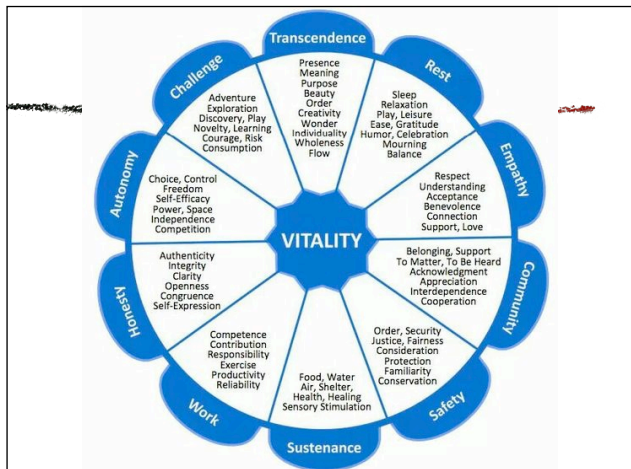 Transcendence
Presence
Meaning
Purpose
Beauty
Order
Creativity
Wonder
Individuality
Wholeness
Flow
Rest
Sleep
Relaxation
Play, Leisure
Ease, Gratitude
Humor, Celebration
Mourning
Balance
Empathy
Respect
Understanding
Acceptance
Benevolence
Connection
Support, Love
Community
Belonging, Support
To Matter, To Be Heard
Acknowledgment
Appreciation
Interdependence
Cooperation
Safety
Order, Security
Justice, Fairness
Consideration
Protection
Familiarity
Conservation
Sustenance
Food, Water
Air, Shelter,
Health, Healing
Sensory Stimulation
Work
Competence
Contribution
Responsibility
Exercise
Productivity
Reliability
Honesty
Authenticity
Integrity
Clarity
Openness
Congruence
Self-Expression
Autonomy
Choice, Control
Freedom
Self-Efficacy
Power, Space
Independence
Competition
Challenge
Adventure
Exploration
Discovery, Play
Novelty, Learning
Courage, Risk
Consumption
VITALITY